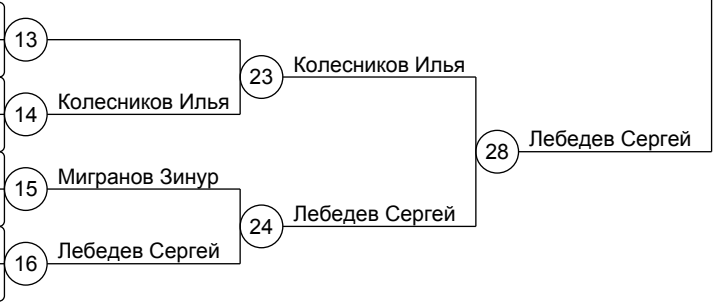 13
23 Колесников Илья
14 Колесников Илья
28 Лебедев Сергей
15 Мигранов Зинур
24 Лебедев Сергей
16 Лебедев Сергей